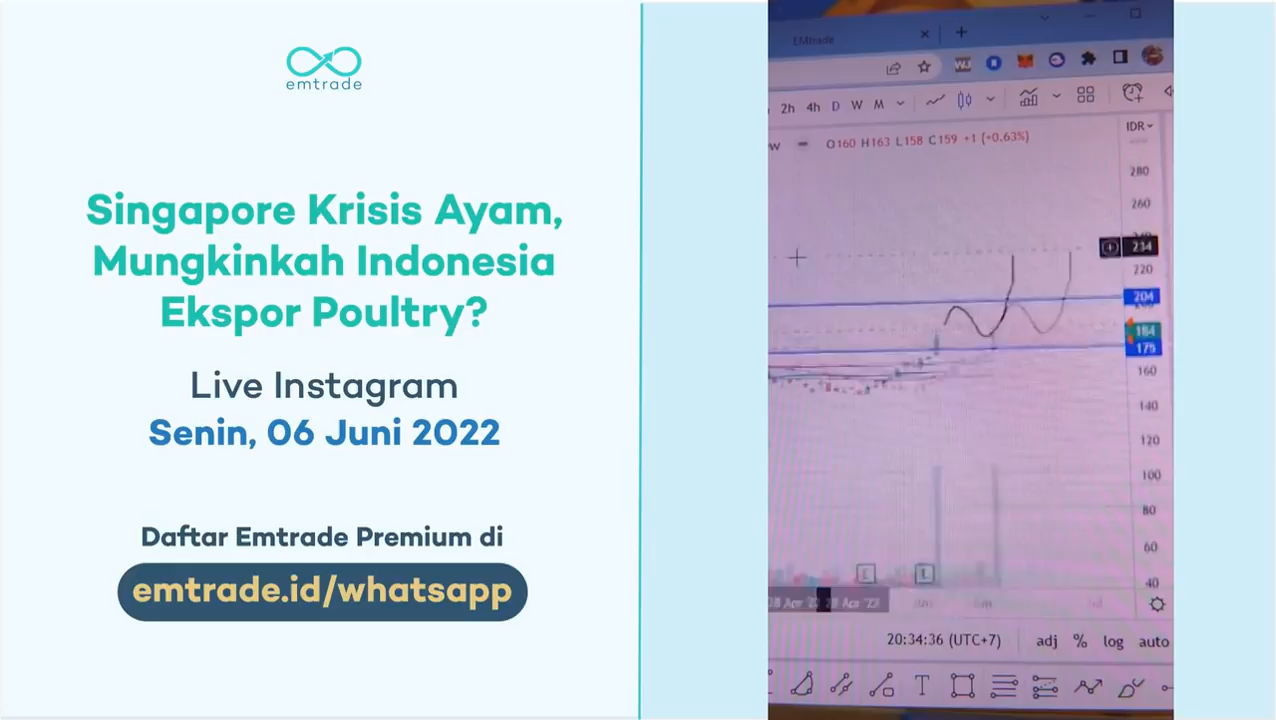 emtrade
Singapore Krisis Ayam,
Mungkinkah Indonesia
Ekspor Poultry?
Live Instagram
Senin, 06 Juni 2022
Daftar Emtrade Premium di
emtrade.id/whatsapp
EMtrade
2h 4h D W M
IDR
O160 H163 L158 C159 +1 (+0.63%)
280
260
234
220
204
184
175
160
140
120
100
80
60
40
20:34:36 (UTC+7) adj % log auto